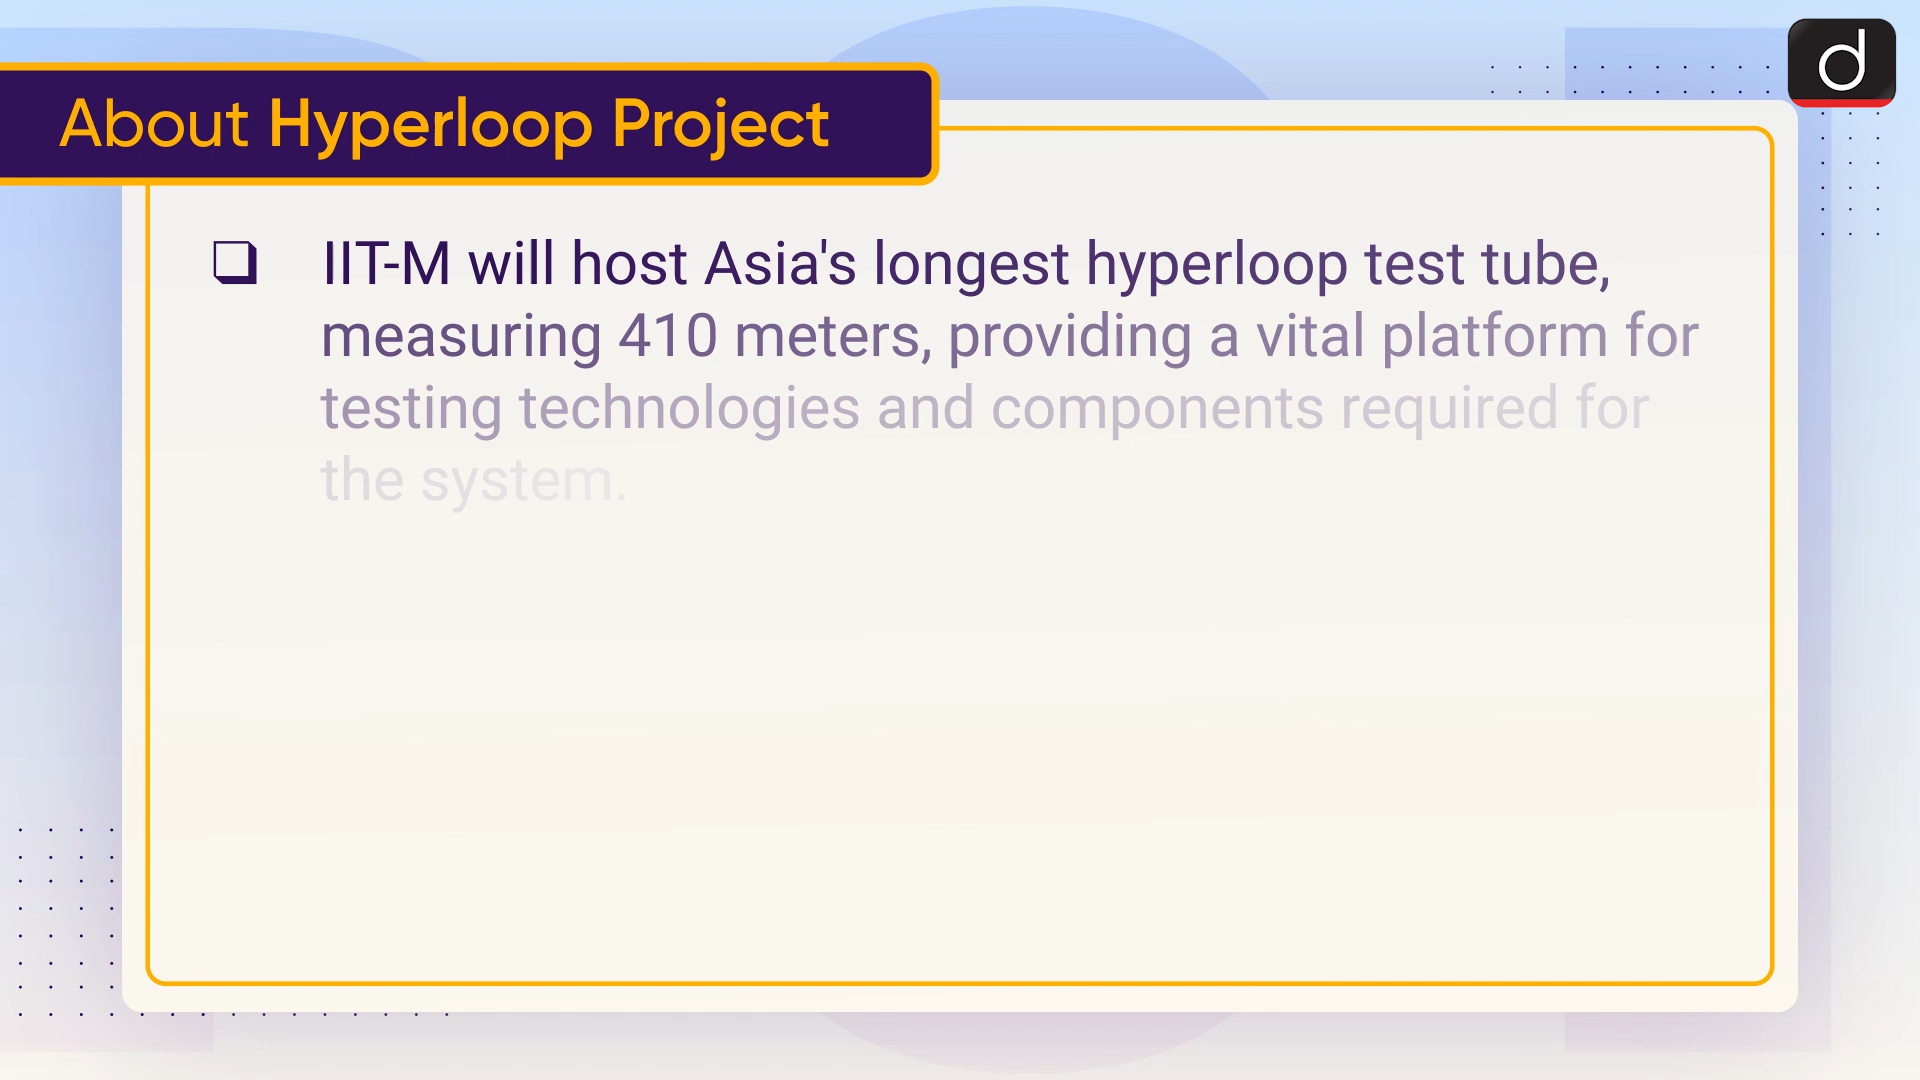 About Hyperloop Project
IIT-M will host Asia's longest hyperloop test tube,
measuring 410 meters, providing a vital platform for
testing technologies and components required for
the system.
d